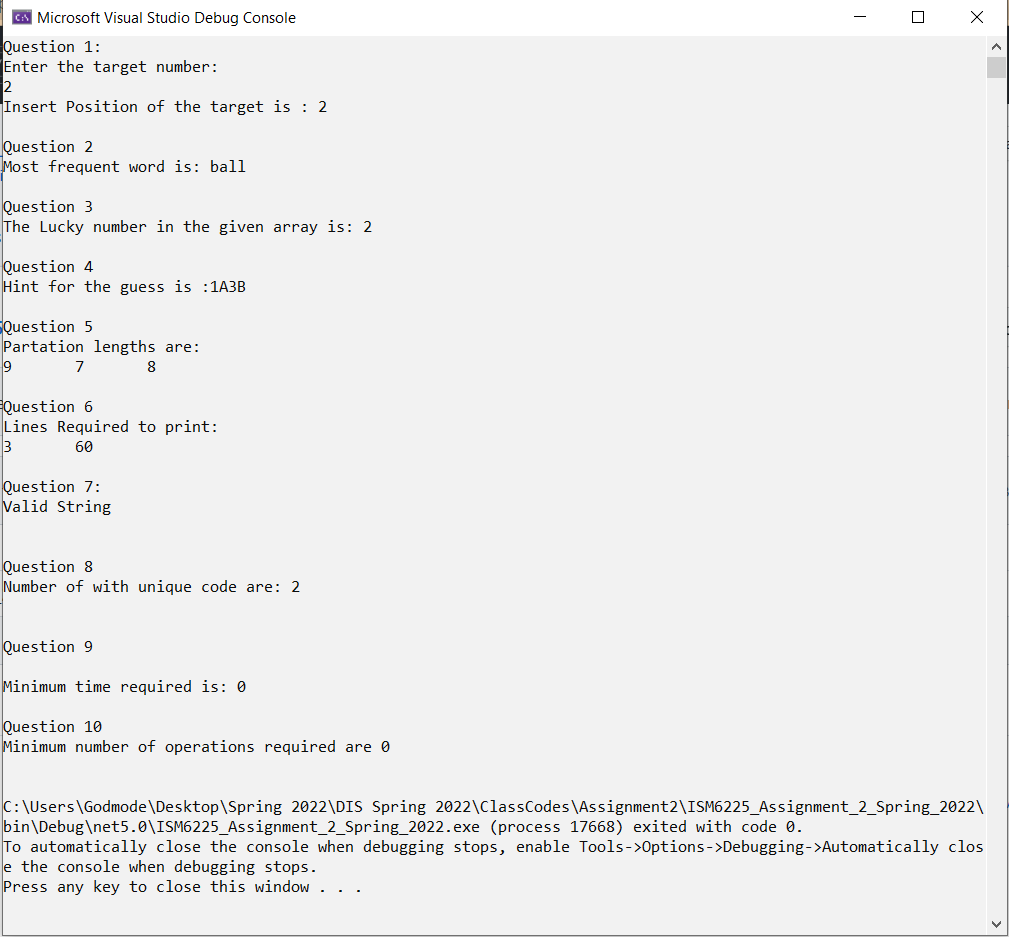 Microsoft Visual Studio Debug Console
Question 1:
Enter the target number:
2
Insert Position of the target is : 2
Question 2
Most frequent word is: ball
Question 3
The Lucky number in the given array is: 2
Question 4
Hint for the guess is :1A3B
Question 5
Partation lengths are:
9 7 8
Question 6
Lines Required to print:
3 60
Question 7:
Valid String
Question 8
Number of with unique code are: 2
Question 9
Minimum time required is: 0
Question 10
Minimum number of operations required are 0
C:\Users\Godmode\Desktop\Spring 2022\DIS Spring 2022\ClassCodes\Assignment2\ISM6225_Assignment_2_Spring_2022\
bin\Debug\net5.0\ISM6225_Assignment_2_Spring_2022.exe (process 17668) exited with code 0.
To automatically close the console when debugging stops, enable Tools->Options->Debugging->Automatically clos
e the console when debugging stops.
Press any key to close this window . . .